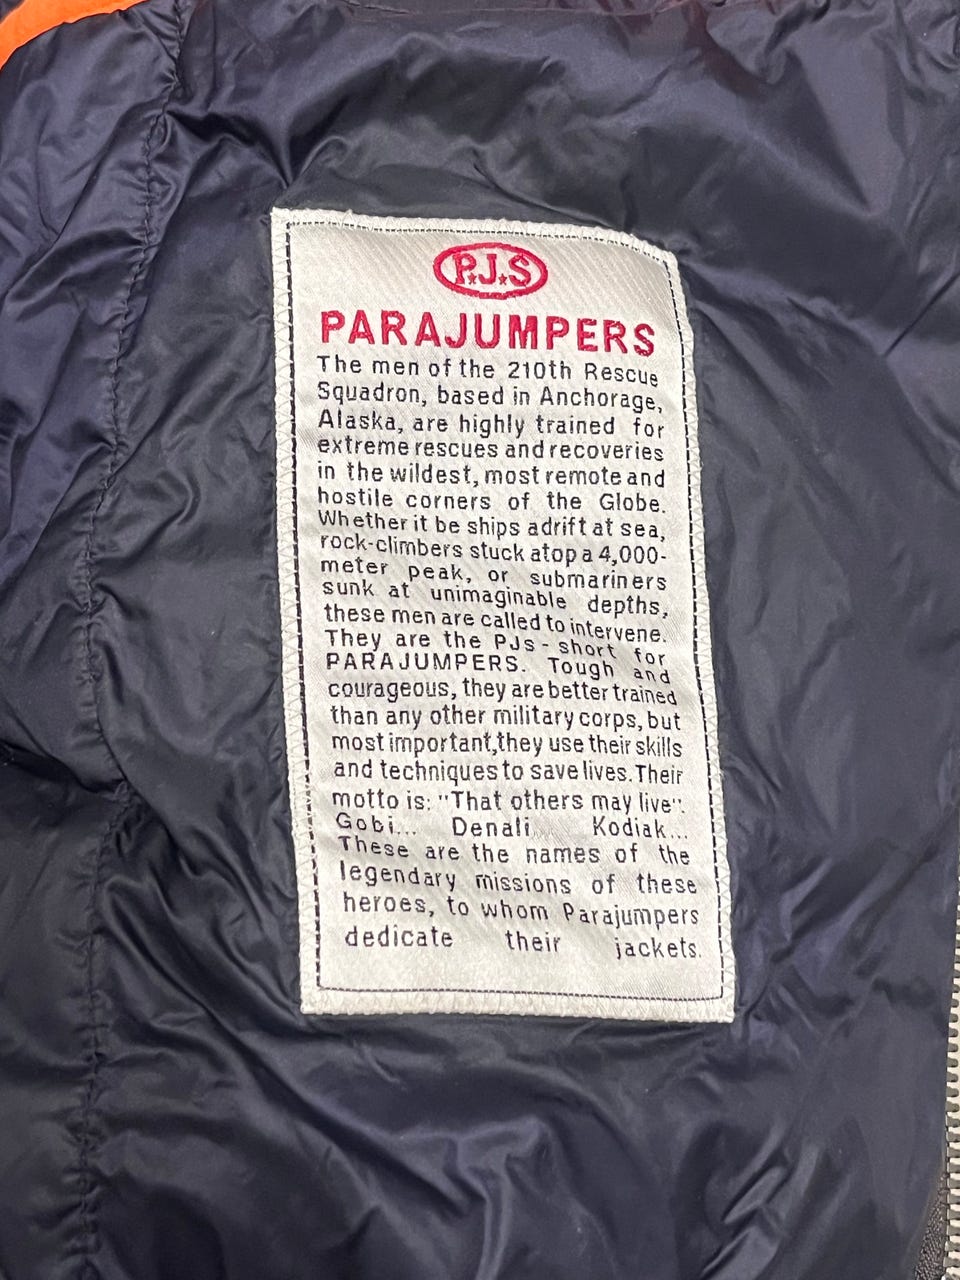 P.J.S
PARAJUMPERS
The men of the 210th Rescue
Squadron, based in Anchorage,
Alaska, are highly trained for
extreme rescues and recoveries
in the wildest, most remote and
hostile corners of the Globe.
Whether it be ships adrift at sea,
rock-climbers stuck atop a 4,000-
meter peak, or submariners
sunk at unimaginable depths,
these men are called to intervene.
They are the PJs - short for
PARAJUMPERS. Tough and
courageous, they are better trained
than any other military corps, but
most important,they use their skills
and techniques to save lives. Their
motto is: "That others may live".
Gobi... Denali... Kodiak...
These are the names of the
legendary missions of these
heroes, to whom Parajumpers
dedicate their jackets.